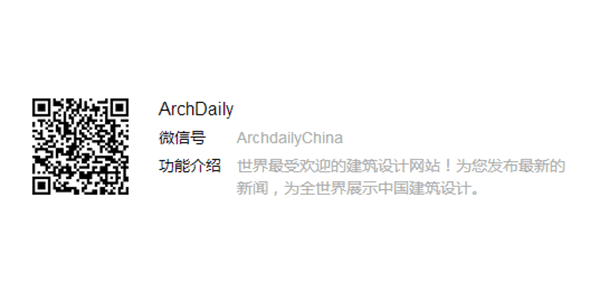 ArchDaily
微信号 ArchdailyChina
功能介绍 世界最受欢迎的建筑设计网站！为您发布最新的
新闻，为全世界展示中国建筑设计。